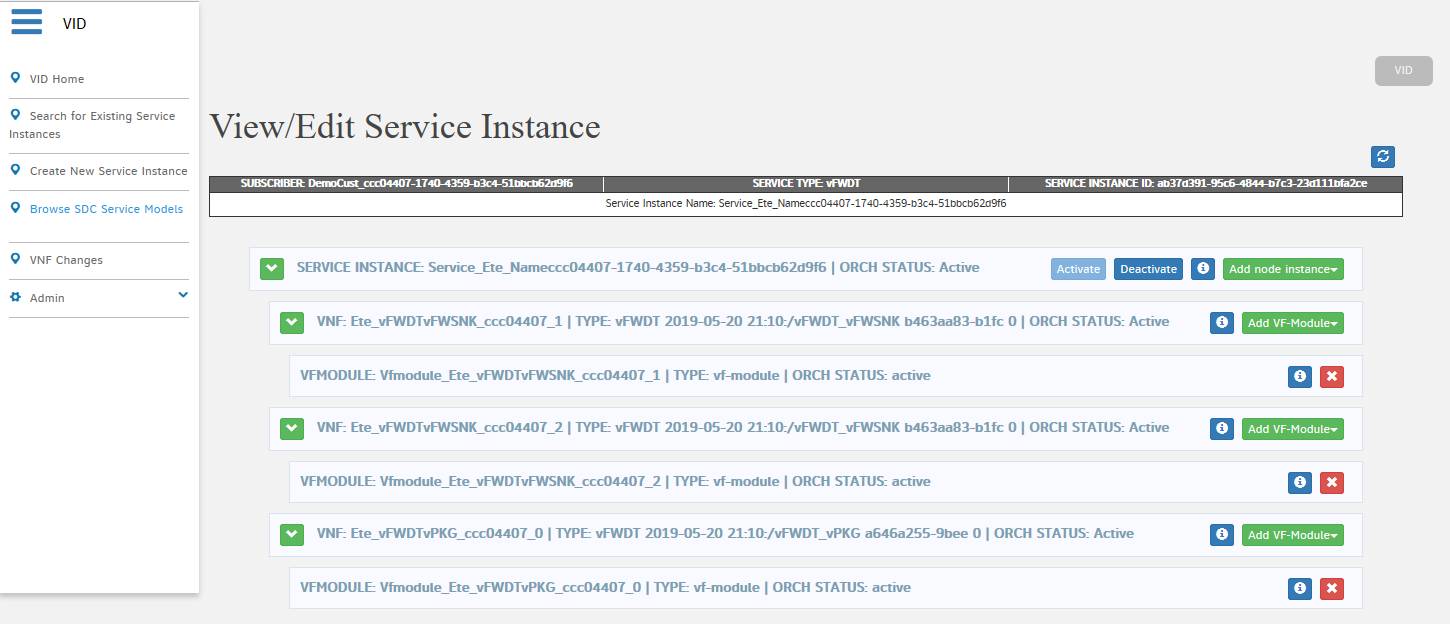 VID
VID Home
Search for Existing Service
Instances
Create New Service Instance
Browse SDC Service Models
VNF Changes
Admin
VID
View/Edit Service Instance
SUBSCRIBER: DemoCust_ccc04407-1740-4359-b3c4-51bbcb62d9f6 SERVICE TYPE: vFWDT SERVICE INSTANCE ID: ab37d391-95c6-4844-b7c3-23d111bfa2ce
Service Instance Name: Service_Ete_Nameccc04407-1740-4359-b3c4-51bbcb62d9f6
SERVICE INSTANCE: Service_Ete_Nameccc04407-1740-4359-b3c4-51bbcb62d9f6 | ORCH STATUS: Active Activate Deactivate Add node instance
VNF: Ete_vFWDTvFWSNK_ccc04407_1 | TYPE: vFWDT 2019-05-20 21:10:/vFWDT_vFWSNK b463aa83-b1fc 0 | ORCH STATUS: Active Add VF-Module
VFMODULE: Vfmodule_Ete_vFWDTvFWSNK_ccc04407_1 | TYPE: vf-module | ORCH STATUS: active
VNF: Ete_vFWDTvFWSNK_ccc04407_2 | TYPE: vFWDT 2019-05-20 21:10:/vFWDT_vFWSNK b463aa83-b1fc 0 | ORCH STATUS: Active Add VF-Module
VFMODULE: Vfmodule_Ete_vFWDTvFWSNK_ccc04407_2 | TYPE: vf-module | ORCH STATUS: active
VNF: Ete_vFWDTvPKG_ccc04407_0 | TYPE: vFWDT 2019-05-20 21:10:/vFWDT_vPKG a646a255-9bee 0 | ORCH STATUS: Active Add VF-Module
VFMODULE: Vfmodule_Ete_vFWDTvPKG_ccc04407_0 | TYPE: vf-module | ORCH STATUS: active